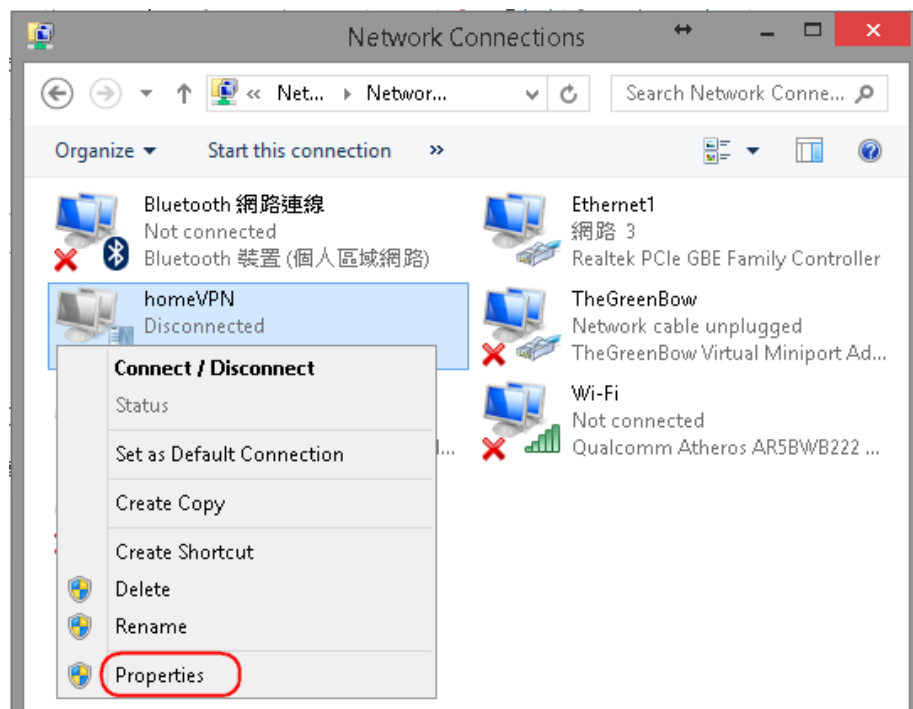 Network Connections
« Net... Networ...
Search Network Conne...
Organize
Start this connection
»
Bluetooth 網路連線
Not connected
Bluetooth 裝置 (個人區域網路)
Ethernet1
網路 3
Realtek PCIe GBE Family Controller
homeVPN
Disconnected
TheGreenBow
Network cable unplugged
TheGreenBow Virtual Miniport Ad...
Wi-Fi
Not connected
Qualcomm Atheros AR5BWB222 ...
Connect / Disconnect
Status
Set as Default Connection
Create Copy
Create Shortcut
Delete
Rename
Properties